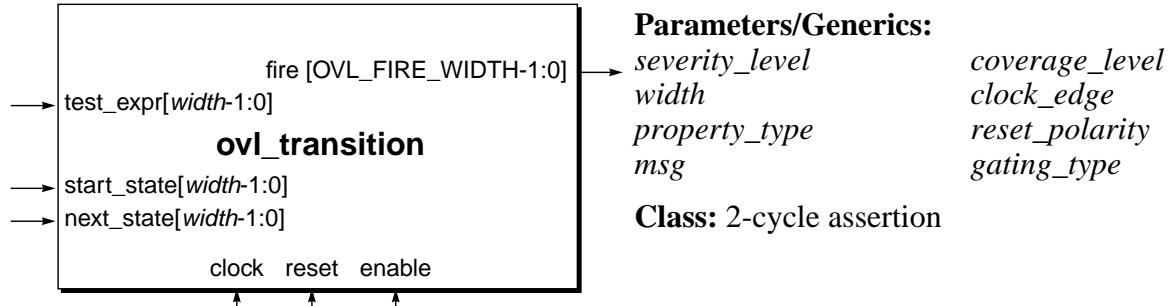 fire [OVL_FIRE_WIDTH-1:0]
test_expr[width-1:0]
ovl_transition
start_state[width-1:0]
next_state[width-1:0]
clock reset enable
Parameters/Generics:
severity_level coverage_level
width clock_edge
property_type reset_polarity
msg gating_type
Class: 2-cycle assertion